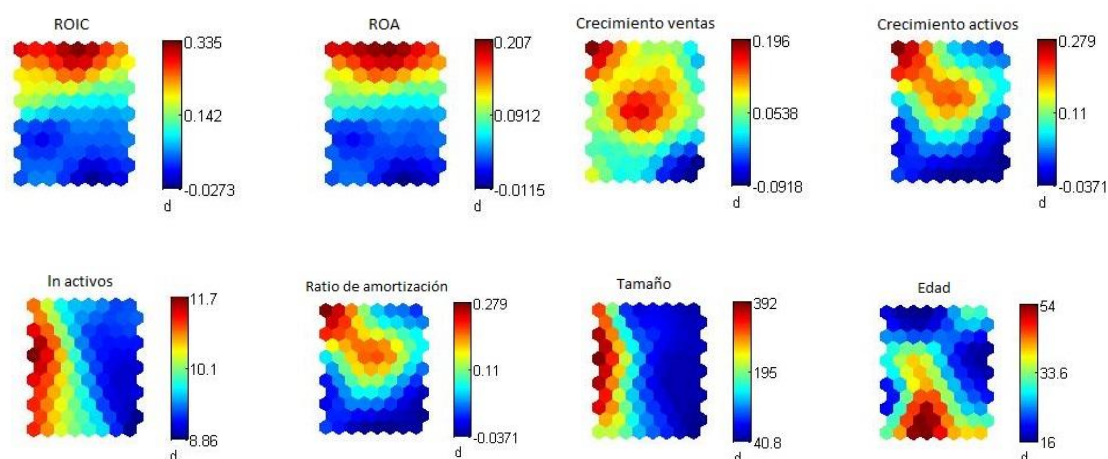 ROIC
0.335
0.142
-0.0273
d
ROA
0.207
0.0912
-0.0115
d
Crecimiento ventas
0.196
0.0538
-0.0918
d
Crecimiento activos
0.279
0.11
-0.0371
d
ln activos
11.7
10.1
8.86
d
Ratio de amortización
0.279
0.11
-0.0371
d
Tamaño
392
195
40.8
d
Edad
54
33.6
16
d